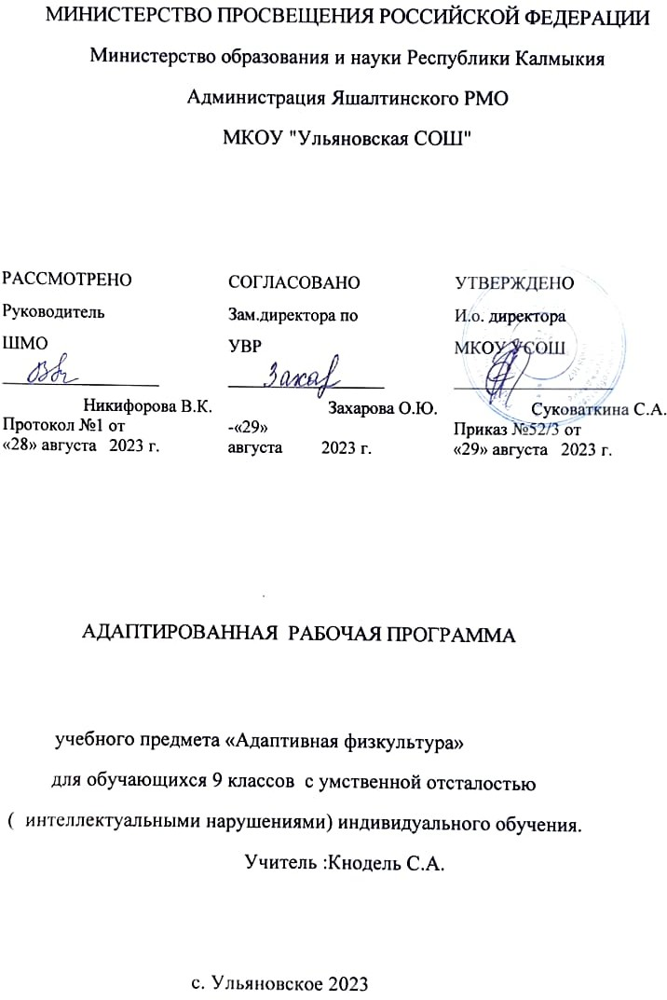 МИНИСТЕРСТВО ПРОСВЕЩЕНИЯ РОССИЙСКОЙ ФЕДЕРАЦИИ
Министерство образования и науки Республики Калмыкия
Администрация Яшалтинского РМО
МКОУ "Ульяновская СОШ"
РАССМОТРЕНО
Руководитель
ШМО
Никифорова В.К.
Протокол №1 от
«28» августа 2023 г.
СОГЛАСОВАНО
Зам.директора по
УВР
Захар
Захарова О.Ю.
-«29»
августа 2023 г.
УТВЕРЖДЕНО
И.о. директора
МКОУ УСОШ
Суковаткина С.А.
Приказ №52/3 от
«29» августа 2023 г.
АДАПТИРОВАННАЯ РАБОЧАЯ ПРОГРАММА
учебного предмета «Адаптивная физкультура»
для обучающихся 9 классов с умственной отсталостью
( интеллектуальными нарушениями) индивидуального обучения.
Учитель :Кнодель С.А.
с. Ульяновское 2023